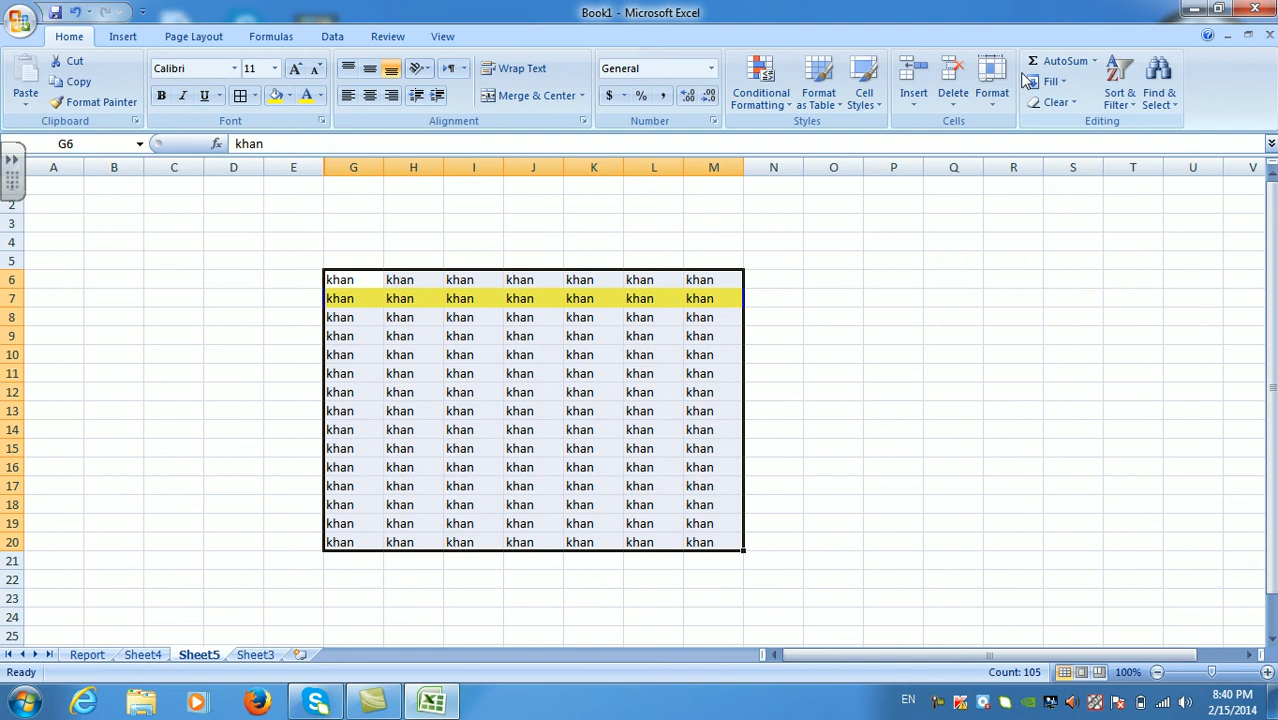 Book1 - Microsoft Excel
Home Insert Page Layout Formulas Data Review View
Cut
Copy
Format Painter
Paste
Clipboard
Calibri 11
B I U
A
Font
Wrap Text
Merge & Center
Alignment
General
$ % ,
Number
Conditional Formatting
Format as Table
Cell Styles
Styles
Insert Delete Format
Cells
Σ AutoSum
Fill
Clear
Sort & Filter
Find & Select
Editing
G6 fx khan
A B C D E G H I J K L M N O P Q R S T U V
2
3
4
5
6 khan khan khan khan khan khan khan
7 khan khan khan khan khan khan khan
8 khan khan khan khan khan khan khan
9 khan khan khan khan khan khan khan
10 khan khan khan khan khan khan khan
11 khan khan khan khan khan khan khan
12 khan khan khan khan khan khan khan
13 khan khan khan khan khan khan khan
14 khan khan khan khan khan khan khan
15 khan khan khan khan khan khan khan
16 khan khan khan khan khan khan khan
17 khan khan khan khan khan khan khan
18 khan khan khan khan khan khan khan
19 khan khan khan khan khan khan khan
20 khan khan khan khan khan khan khan
21
22
23
24
25
Report Sheet4 Sheet5 Sheet3
Ready Count: 105 100%
EN 8:40 PM
2/15/2014